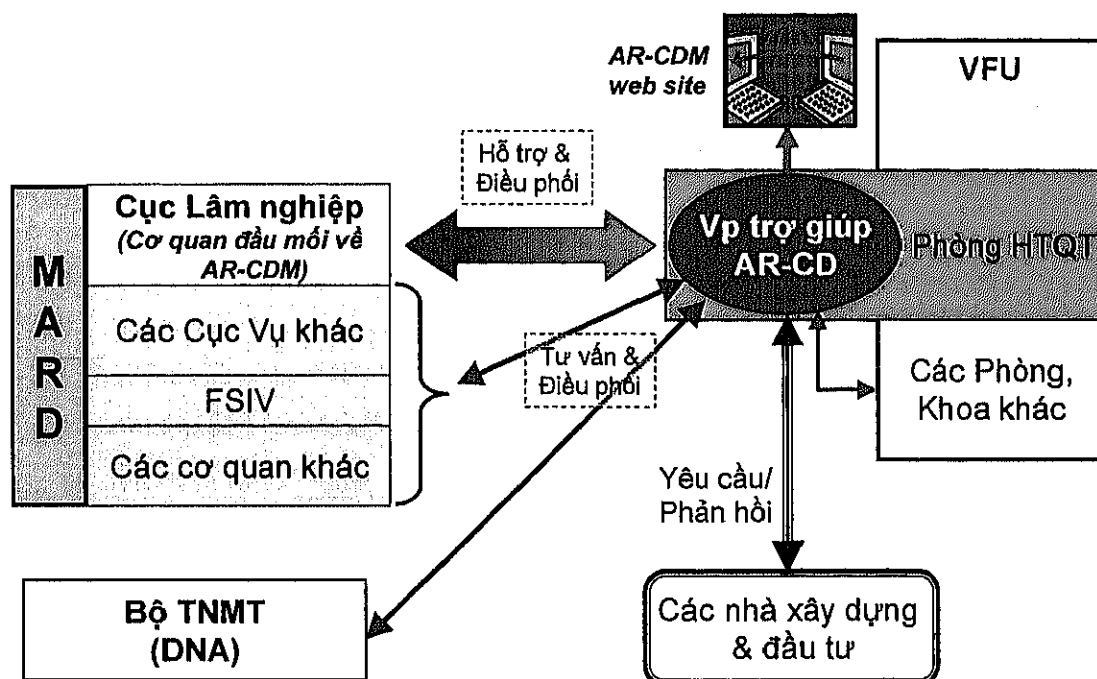 AR-CDM
web site
VFU
Hỗ trợ &
Điều phối
MARD
Cục Lâm nghiệp
(Cơ quan đầu mối về
AR-CDM)
Các Cục Vụ khác
FSIV
Các cơ quan khác
Vp trợ giúp
AR-CD
Phòng HTQT
Tư vấn &
Điều phối
Các Phòng,
Khoa khác
Yêu cầu/
Phản hồi
Bộ TNMT
(DNA)
Các nhà xây dựng
& đầu tư